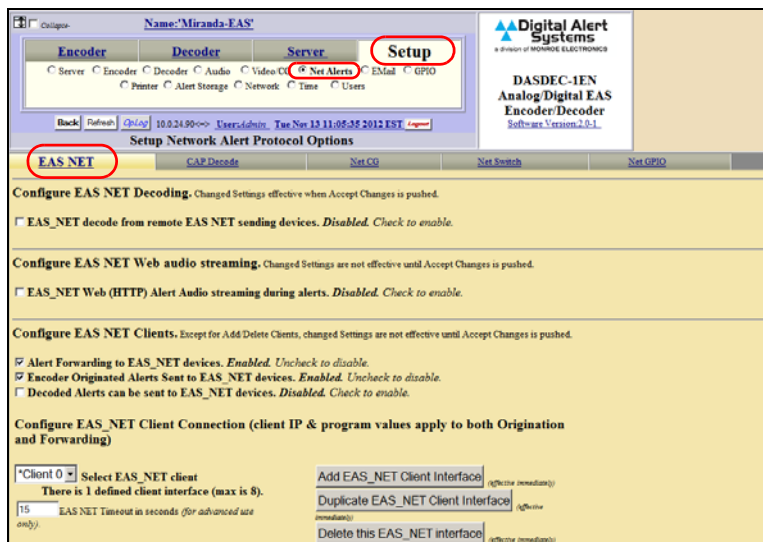 Collapse Name:'Miranda-EAS'
Encoder Decoder Server Setup
Server Encoder Decoder Audio Video/CG Net Alerts EMail GPIO
Printer Alert Storage Network Time Users
Back Refresh OpLog 10.0.24.90<=> User:Admin Tue Nov 13 11:05:35 2012 EST Logout
Setup Network Alert Protocol Options
Digital Alert
Systems
a division of MONROE ELECTRONICS
DASDEC-1EN
Analog/Digital EAS
Encoder/Decoder
Software Version:2.0-1
EAS NET CAP Decode Net CG Net Switch Net GPIO
Configure EAS NET Decoding. Changed Settings effective when Accept Changes is pushed.
EAS_NET decode from remote EAS NET sending devices. Disabled. Check to enable.
Configure EAS NET Web audio streaming. Changed Settings are not effective until Accept Changes is pushed.
EAS_NET Web (HTTP) Alert Audio streaming during alerts. Disabled. Check to enable.
Configure EAS NET Clients. Except for Add/Delete Clients, changed Settings are not effective until Accept Changes is pushed.
Alert Forwarding to EAS_NET devices. Enabled. Uncheck to disable.
Encoder Originated Alerts Sent to EAS_NET devices. Enabled. Uncheck to disable.
Decoded Alerts can be sent to EAS_NET devices. Disabled. Check to enable.
Configure EAS_NET Client Connection (client IP & program values apply to both Origination
and Forwarding)
*Client 0 Select EAS_NET client
There is 1 defined client interface (max is 8).
15 EAS NET Timeout in seconds (for advanced use
only).
Add EAS_NET Client Interface (effective immediately)
Duplicate EAS_NET Client Interface (effective
immediately)
Delete this EAS_NET interface (effective immediately)